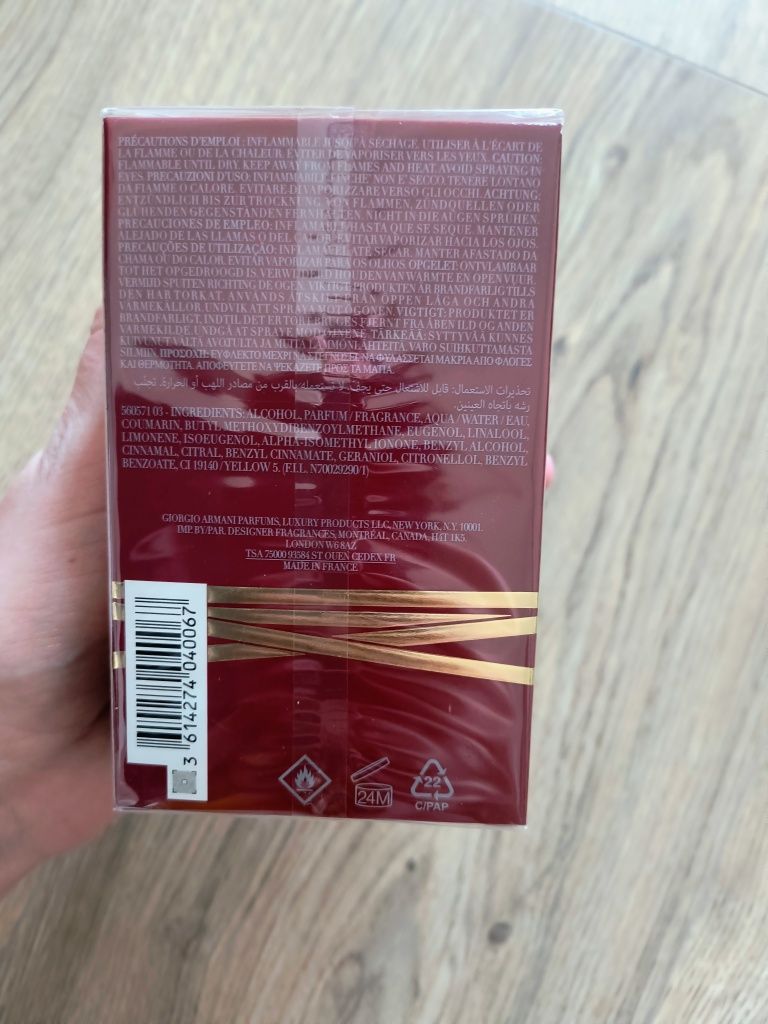 PRÉCAUTIONS D'EMPLOI : INFLAMMABLE JUSQU'À SÉCHAGE. UTILISER À L'ÉCART DE
LA FLAMME OU DE LA CHALEUR. ÉVITER DE VAPORISER VERS LES YEUX. CAUTION:
FLAMMABLE UNTIL DRY. KEEP AWAY FROM FLAMES AND HEAT. AVOID SPRAYING IN
EYES. PRECAUZIONI D'USO: INFIAMMABILE FINCHE' NON E' SECCO. TENERE LONTANO
DA FIAMME O CALORE. EVITARE DI VAPORIZZARE VERSO GLI OCCHI. ACHTUNG:
ENTZÜNDLICH BIS ZUR TROCKNUNG. VON FLAMMEN, ZÜNDQUELLEN ODER
GLÜHENDEN GEGENSTÄNDEN FERNHALTEN. NICHT IN DIE AUGEN SPRÜHEN.
PRECAUCIONES DE EMPLEO: INFLAMABLE HASTA QUE SE SEQUE. MANTENER
ALEJADO DE LAS LLAMAS O DEL CALOR. EVITAR VAPORIZAR HACIA LOS OJOS.
PRECAUÇÕES DE UTILIZAÇÃO: INFLAMÁVEL ATÉ SECAR. MANTER AFASTADO DA
CHAMA OU DO CALOR. EVITAR VAPORIZAR PARA OS OLHOS. OPGELET: ONTVLAMBAAR
TOT HET OPGEDROOGD IS. VERWIJDERD HOUDEN VAN WARMTE EN OPEN VUUR.
VERMIJD SPUITEN RICHTING DE OGEN. VIKTIGT: PRODUKTEN ÄR BRANDFARLIG TILLS
DEN HAR TORKAT. ANVÄNDS ÅTSKILT FRÅN ÖPPEN LÅGA OCH ANDRA
VÄRMEKÄLLOR. UNDVIK ATT SPRAYA MOT ÖGONEN. VIGTIGT: PRODUKTET ER
BRANDFARLIGT, INDTIL DET ER TØRT. BRUGES FJERNT FRA ÅBEN ILD OG ANDEN
VARMEKILDE. UNDGÅ AT SPRAYE MOD ØJNENE. TÄRKEÄÄ: SYTTYVÄÄ KUNNES
KUIVUNUT. ÄLÄ ALTISTA AVOTULTA JA MUITA LÄMMÖNLÄHTEITÄ. VARO SUIHKUTTAMASTA
SILMIIN. ΠΡΟΣΟΧΗ: ΕΥΦΛΕΚΤΟ ΜΕΧΡΙ ΝΑ ΣΤΕΓΝΩΣΕΙ. ΝΑ ΦΥΛΑΣΣΕΤΑΙ ΜΑΚΡΙΑ ΑΠΟ ΦΛΟΓΕΣ
ΚΑΙ ΘΕΡΜΟΤΗΤΑ. ΑΠΟΦΕΥΓΕΤΕ ΝΑ ΨΕΚΑΖΕΤΕ ΠΡΟΣ ΤΑ ΜΑΤΙΑ.
تحذيرات الاستعمال: قابل للاشتعال حتى يجف. لا تستعمله بالقرب من مصادر اللهب أو الحرارة. تجنب
رشه باتجاه العينين.
560571 03 - INGREDIENTS: ALCOHOL, PARFUM / FRAGRANCE, AQUA / WATER / EAU,
COUMARIN, BUTYL METHOXYDIBENZOYLMETHANE, EUGENOL, LINALOOL,
LIMONENE, ISOEUGENOL, ALPHA-ISOMETHYL IONONE, BENZYL ALCOHOL,
CINNAMAL, CITRAL, BENZYL CINNAMATE, GERANIOL, CITRONELLOL, BENZYL
BENZOATE, CI 19140 / YELLOW 5. (F.I.L. N70029290/1)
GIORGIO ARMANI PARFUMS, LUXURY PRODUCTS LLC, NEW YORK, N.Y. 10001.
IMP. BY/PAR. DESIGNER FRAGRANCES, MONTRÉAL, CANADA, H4T 1K5.
LONDON W6 8AZ
TSA 75000 93584 ST OUEN CEDEX FR
MADE IN FRANCE
3 614274 040067
24M
22
C/PAP